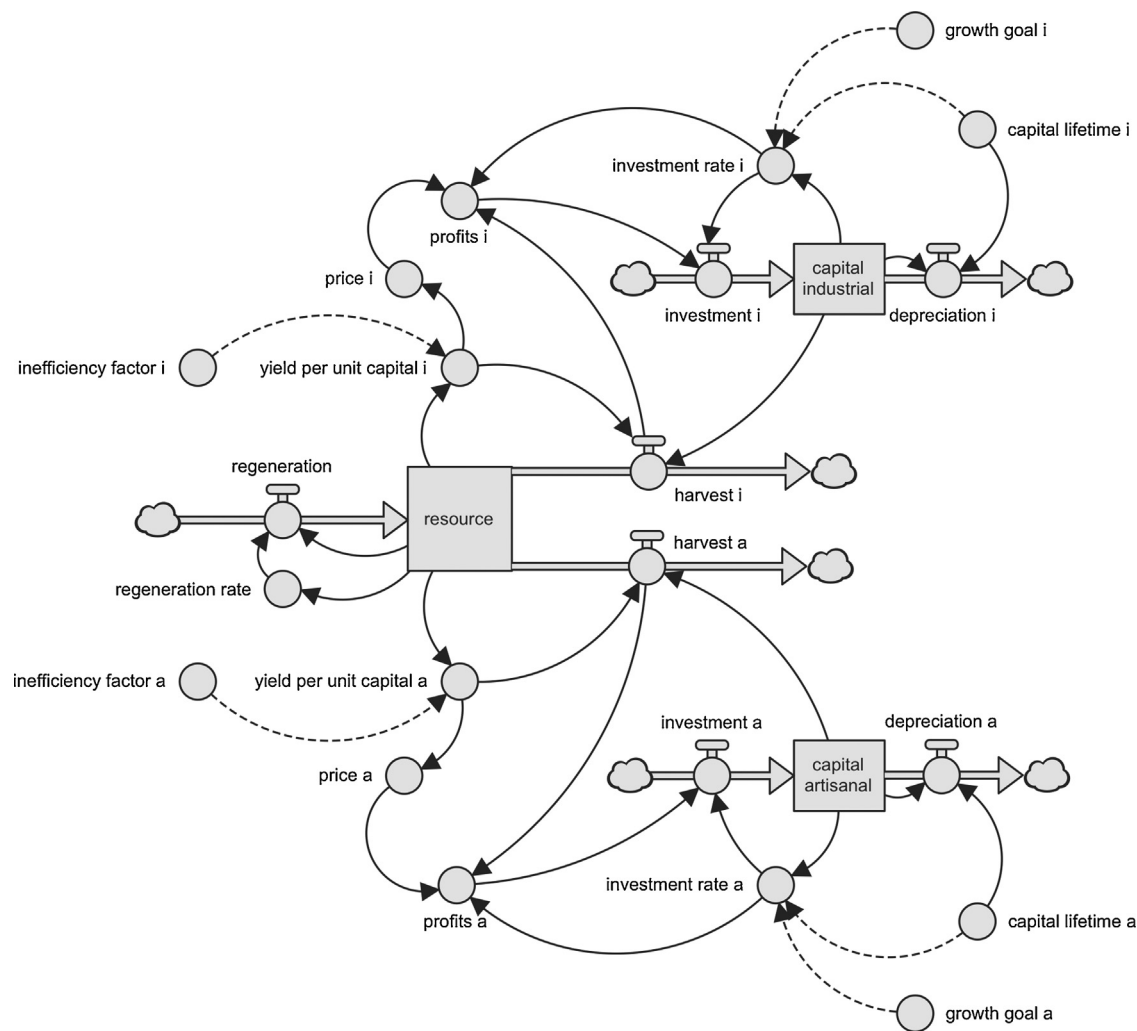 growth goal i
capital lifetime i
investment rate i
profits i
price i
capital
industrial
investment i
depreciation i
inefficiency factor i
yield per unit capital i
regeneration
harvest i
resource
harvest a
regeneration rate
inefficiency factor a
yield per unit capital a
investment a
depreciation a
price a
capital
artisanal
investment rate a
profits a
capital lifetime a
growth goal a